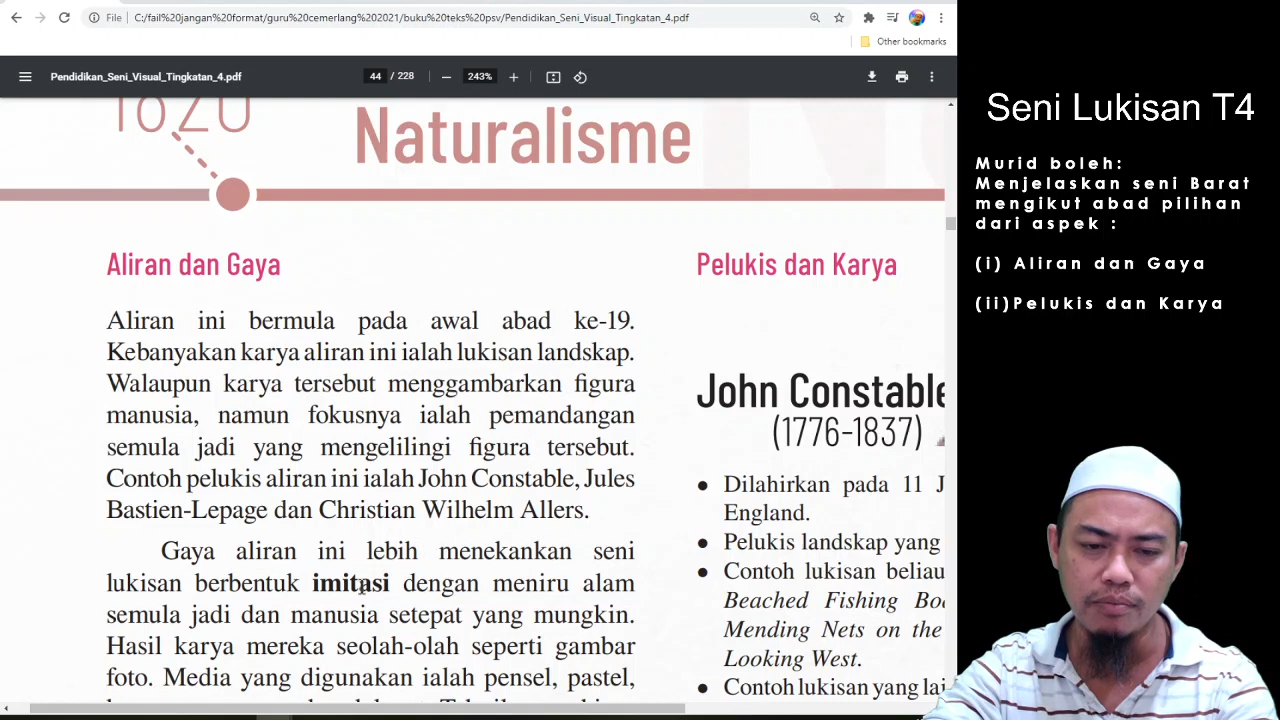 File
C:/fail%20jangan%20format/guru%20cemerlang%202021/buku%20teks%20psv/Pendidikan_Seni_Visual_Tingkatan_4.pdf
Other bookmarks
Pendidikan_Seni_Visual_Tingkatan_4.pdf
44 / 228
243%
Naturalisme
Aliran dan Gaya
Aliran ini bermula pada awal abad ke-19.
Kebanyakan karya aliran ini ialah lukisan landskap.
Walaupun karya tersebut menggambarkan figura
manusia, namun fokusnya ialah pemandangan
semula jadi yang mengelilingi figura tersebut.
Contoh pelukis aliran ini ialah John Constable, Jules
Bastien-Lepage dan Christian Wilhelm Allers.
Gaya aliran ini lebih menekankan seni
lukisan berbentuk imitasi dengan meniru alam
semula jadi dan manusia setepat yang mungkin.
Hasil karya mereka seolah-olah seperti gambar
foto. Media yang digunakan ialah pensel, pastel,
Pelukis dan Karya
John Constable
(1776-1837)
● Dilahirkan pada 11 J
England.
● Pelukis landskap yang
● Contoh lukisan beliau
Beached Fishing Bo
Mending Nets on the
Looking West.
● Contoh lukisan yang lai
Seni Lukisan T4
Murid boleh:
Menjelaskan seni Barat
mengikut abad pilihan
dari aspek :
(i) Aliran dan Gaya
(ii)Pelukis dan Karya